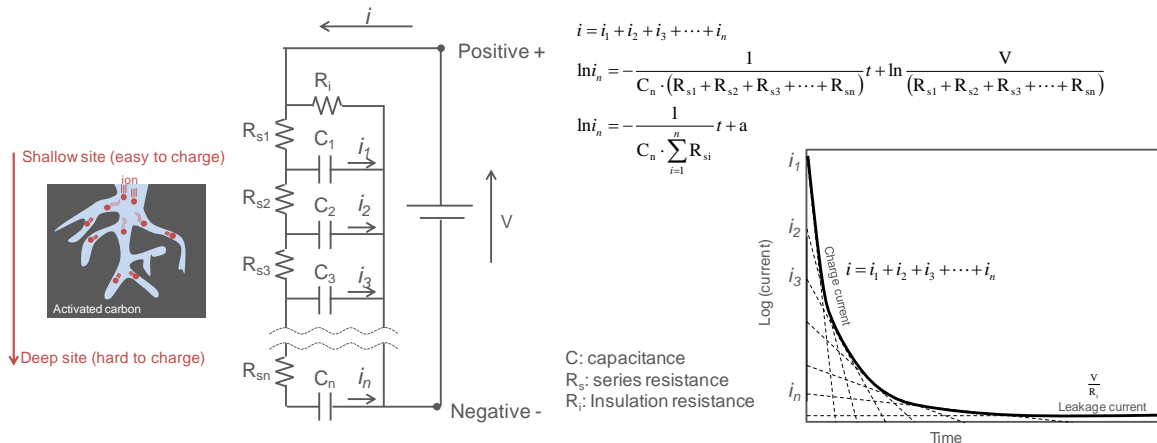 i
Positive +
R_i
R_s1
C_1
i_1
Shallow site (easy to charge)
ion
Activated carbon
Deep site (hard to charge)
R_s2
C_2
i_2
V
R_s3
C_3
i_3
R_sn
C_n
i_n
Negative -
i = i_1 + i_2 + i_3 + ⋯ + i_n
ln i_n = - 1 / (C_n · (R_s1 + R_s2 + R_s3 + ⋯ + R_sn)) t + ln V / (R_s1 + R_s2 + R_s3 + ⋯ + R_sn)
ln i_n = - 1 / (C_n · ∑_{i=1}^{n} R_si) t + a
C: capacitance
R_s: series resistance
R_i: Insulation resistance
Log (current)
i_1
i_2
i_3
i_n
Charge current
i = i_1 + i_2 + i_3 + ⋯ + i_n
V / R_i
Leakage current
Time